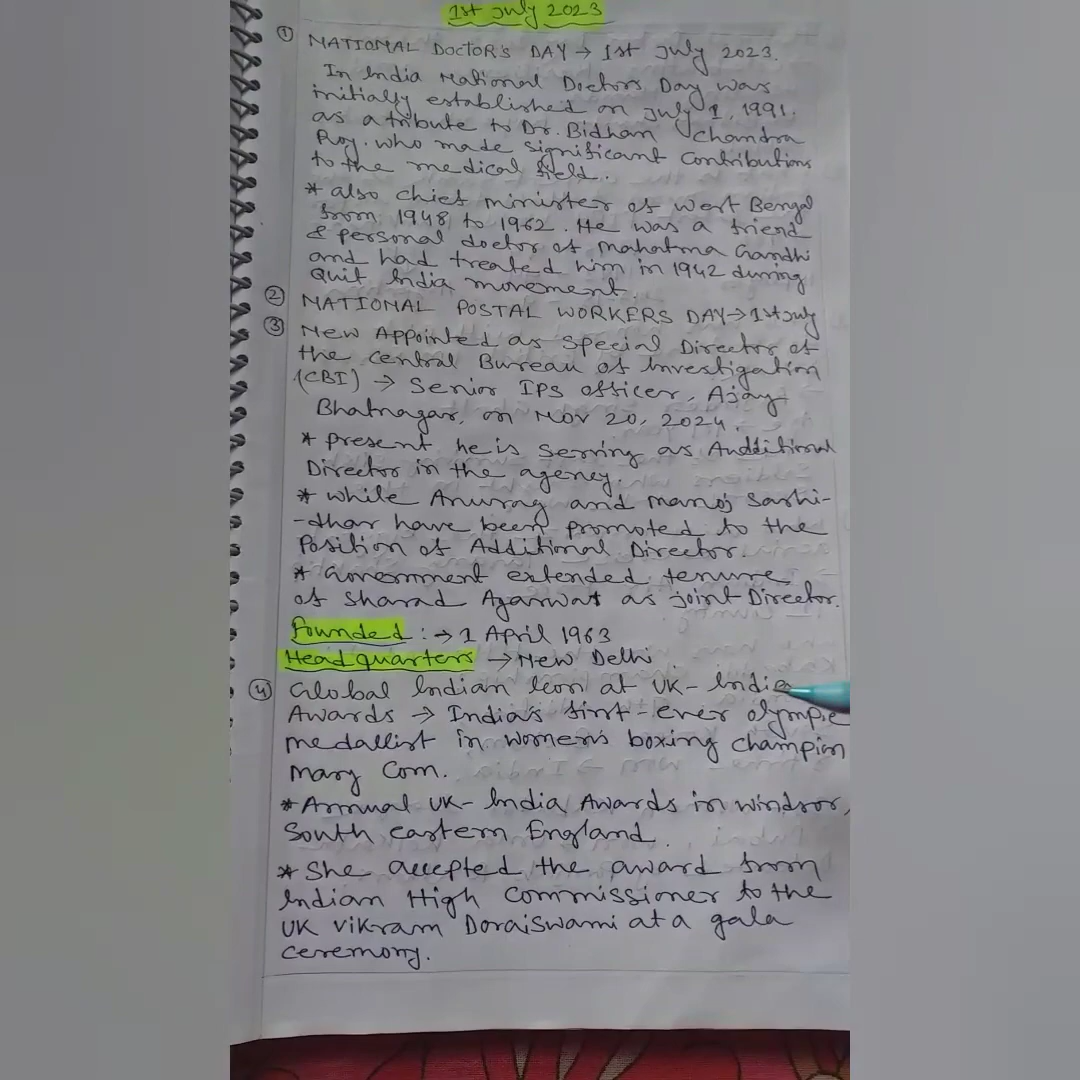 1st July 2023
① NATIONAL DOCTOR'S DAY → 1st July 2023.
In India National Doctors Day was
initially established on July 1, 1991.
as a tribute to Dr. Bidhan Chandra
Roy. who made significant contributions
to the medical field.
* also chief minister of West Bengal
from 1948 to 1962. He was a friend
& personal doctor of Mahatma Gandhi
and had treated him in 1942 during
Quit India movement.
② NATIONAL POSTAL WORKERS DAY → 1st July
③ New Appointed as Special Director of
the Central Bureau of Investigation
(CBI) → Senior IPS officer, Ajay
Bhatnagar, on Nov 20, 2024.
* present he is serving as Audditional
Director in the agency.
* while Anurag and Manoj Sashi-
-dhar have been promoted to the
Position of Additional Director.
* Government extended tenure
of Sharad Agarwal as joint Director.
Founded : → 1 April 1963
Headquarters → New Delhi
④ Global Indian Icon at UK - India
Awards → India's first-ever Olympic
medallist in women's boxing champion
Mary Com.
* Annual UK - India Awards in Windsor,
South eastern England.
* She accepted the award from
Indian High Commissioner to the
UK Vikram Doraiswami at a gala
ceremony.